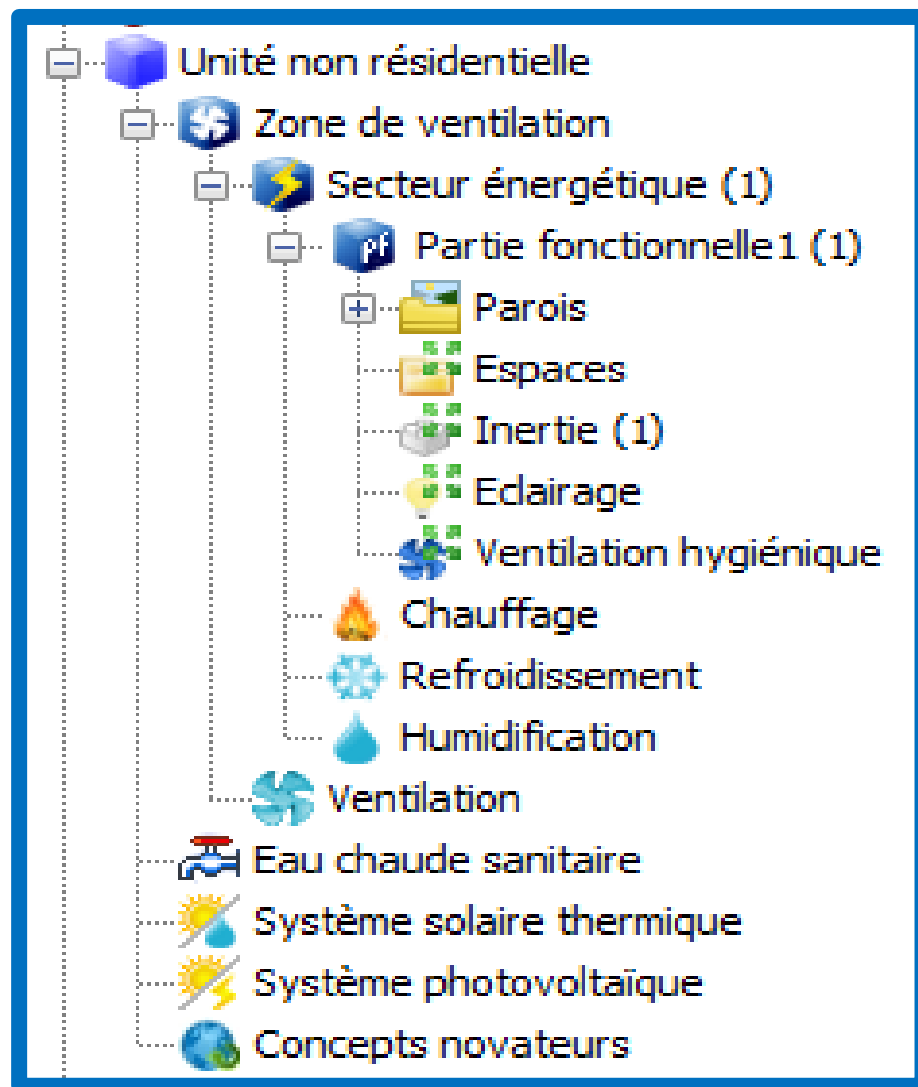 Unité non résidentielle
Zone de ventilation
Secteur énergétique (1)
Partie fonctionnelle1 (1)
Parois
Espaces
Inertie (1)
Eclairage
Ventilation hygiénique
Chauffage
Refroidissement
Humidification
Ventilation
Eau chaude sanitaire
Système solaire thermique
Système photovoltaïque
Concepts novateurs